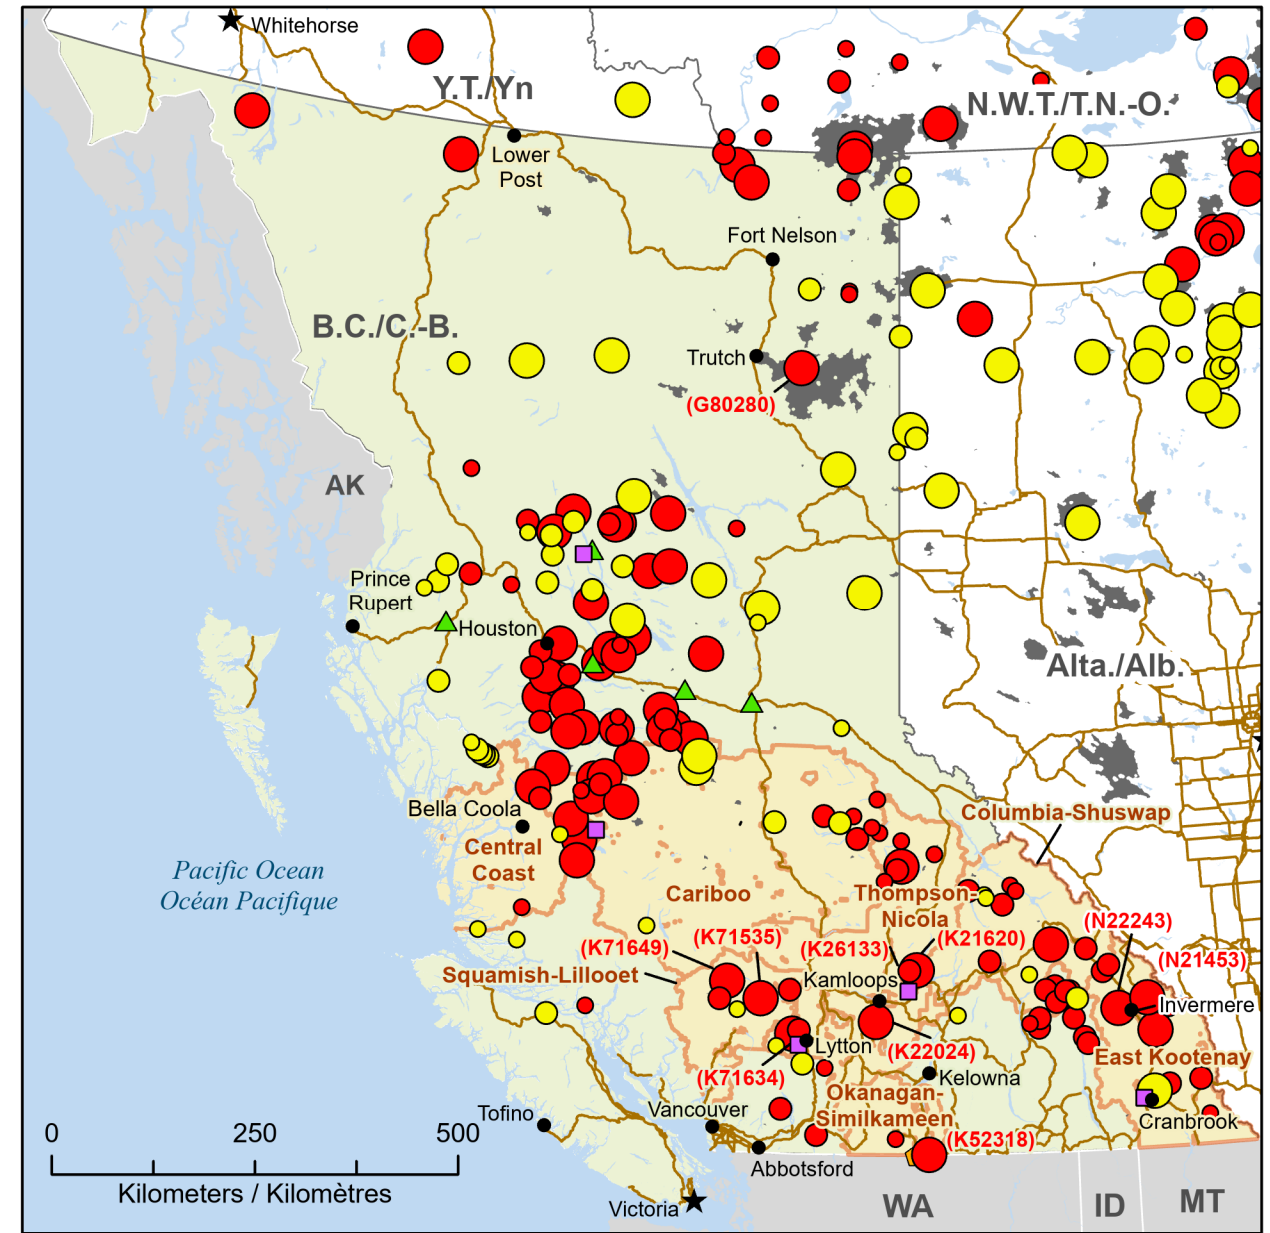 Whitehorse
Y.T./Yn
N.W.T./T.N.-O.
Lower
Post
Fort Nelson
B.C./C.-B.
Trutch
(G80280)
AK
Prince
Rupert
Houston
Alta./Alb.
Bella Coola
Columbia-Shuswap
Central
Coast
Pacific Ocean
Océan Pacifique
Cariboo
Thompson-
Nicola
(K71649)
(K71535)
(K26133)
(K21620)
(N22243)
(N21453)
Squamish-Lillooet
Kamloops
Invermere
Lytton
(K22024)
East Kootenay
(K71634)
Kelowna
Okanagan-
Similkameen
Tofino
Vancouver
Cranbrook
(K52318)
Abbotsford
0 250 500
Kilometers / Kilomètres
Victoria
WA
ID
MT